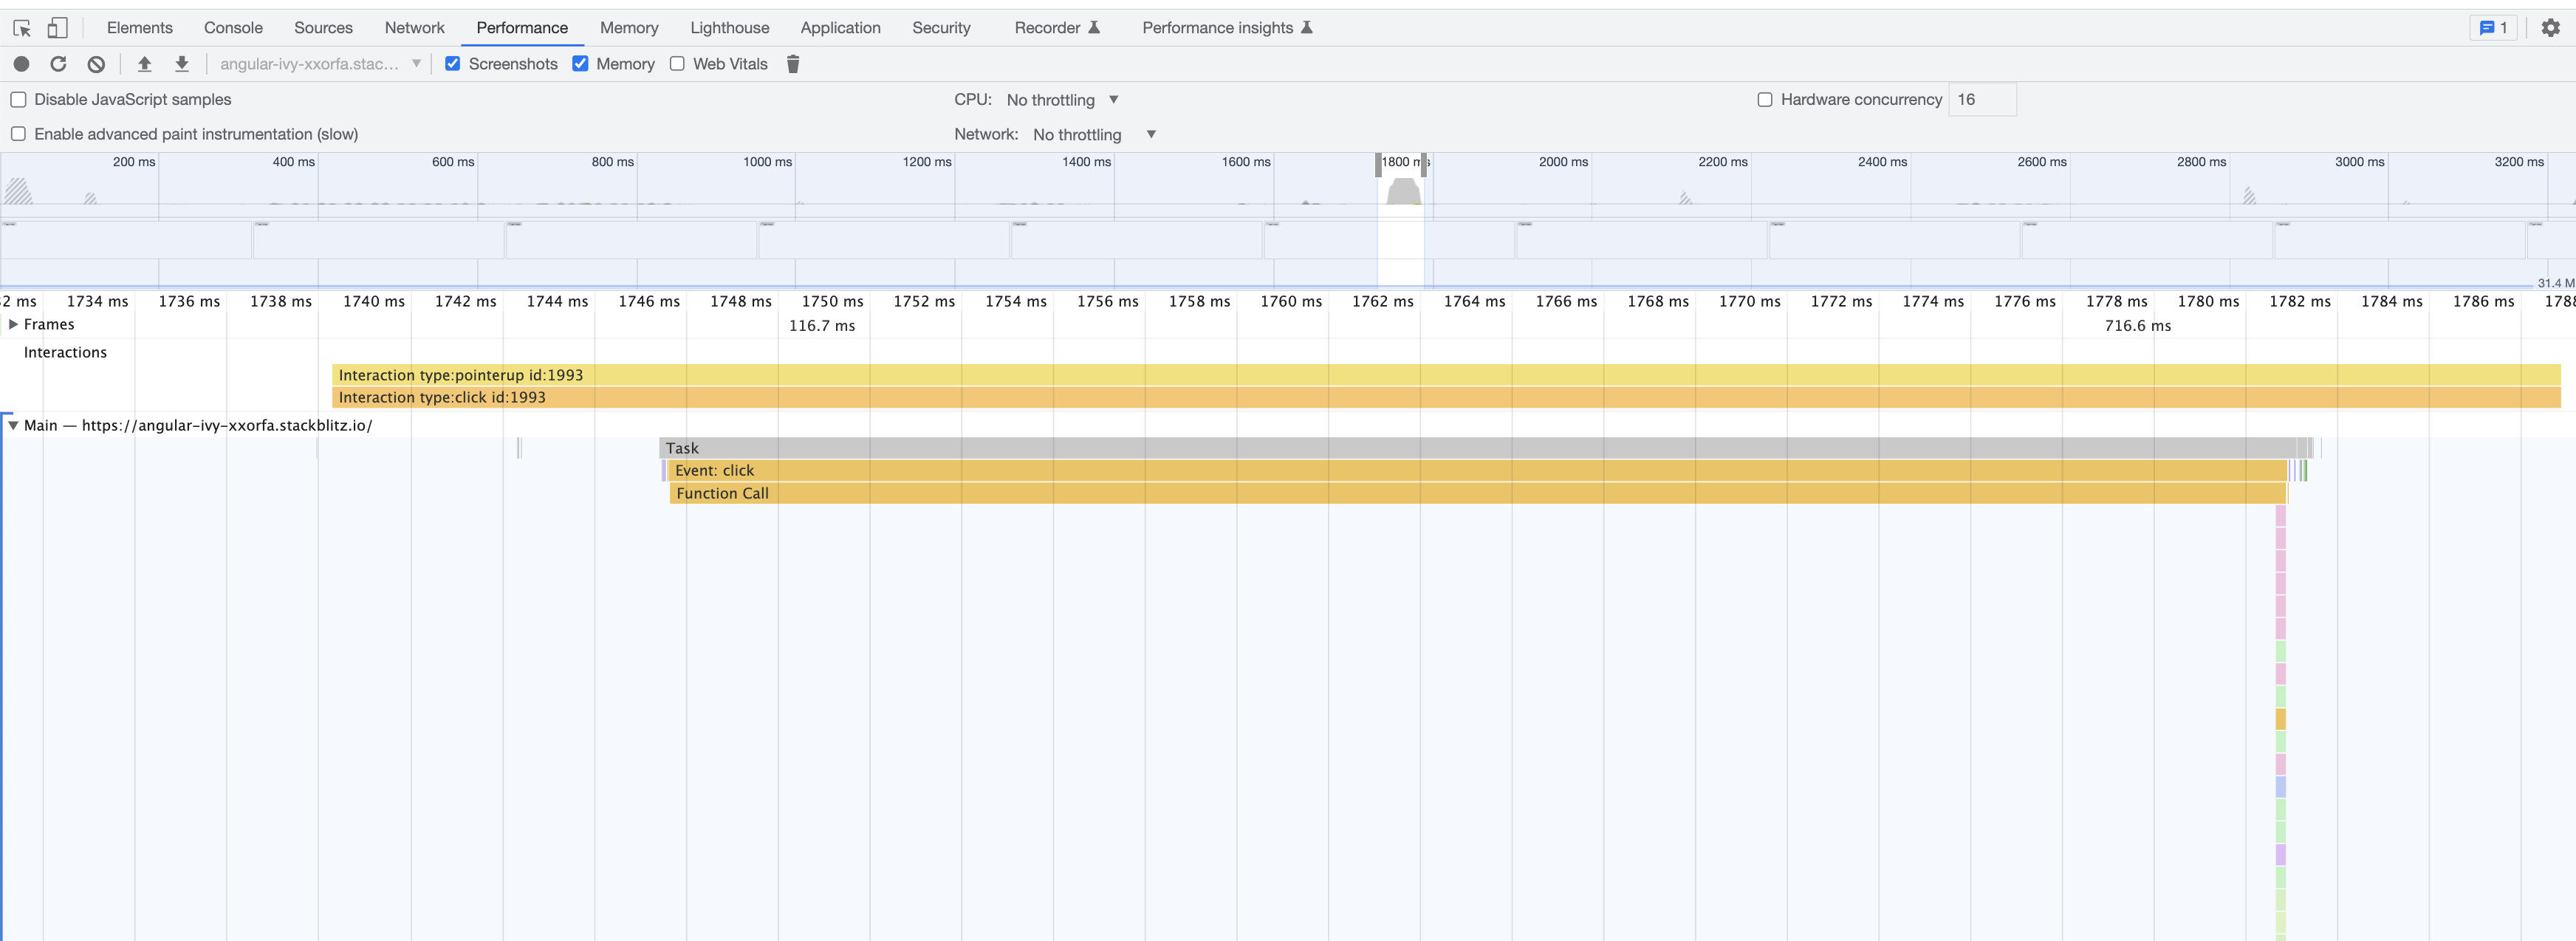 Elements Console Sources Network Performance Memory Lighthouse Application Security Recorder Performance insights 1
angular-ivy-xxorfa.stac... Screenshots Memory Web Vitals
Disable JavaScript samples CPU: No throttling Hardware concurrency 16
Enable advanced paint instrumentation (slow) Network: No throttling
200 ms 400 ms 600 ms 800 ms 1000 ms 1200 ms 1400 ms 1600 ms 1800 ms 2000 ms 2200 ms 2400 ms 2600 ms 2800 ms 3000 ms 3200 ms
31.4 M
2 ms 1734 ms 1736 ms 1738 ms 1740 ms 1742 ms 1744 ms 1746 ms 1748 ms 1750 ms 1752 ms 1754 ms 1756 ms 1758 ms 1760 ms 1762 ms 1764 ms 1766 ms 1768 ms 1770 ms 1772 ms 1774 ms 1776 ms 1778 ms 1780 ms 1782 ms 1784 ms 1786 ms 1788
Frames 116.7 ms 716.6 ms
Interactions
Interaction type:pointerup id:1993
Interaction type:click id:1993
Main — https://angular-ivy-xxorfa.stackblitz.io/
Task
Event: click
Function Call